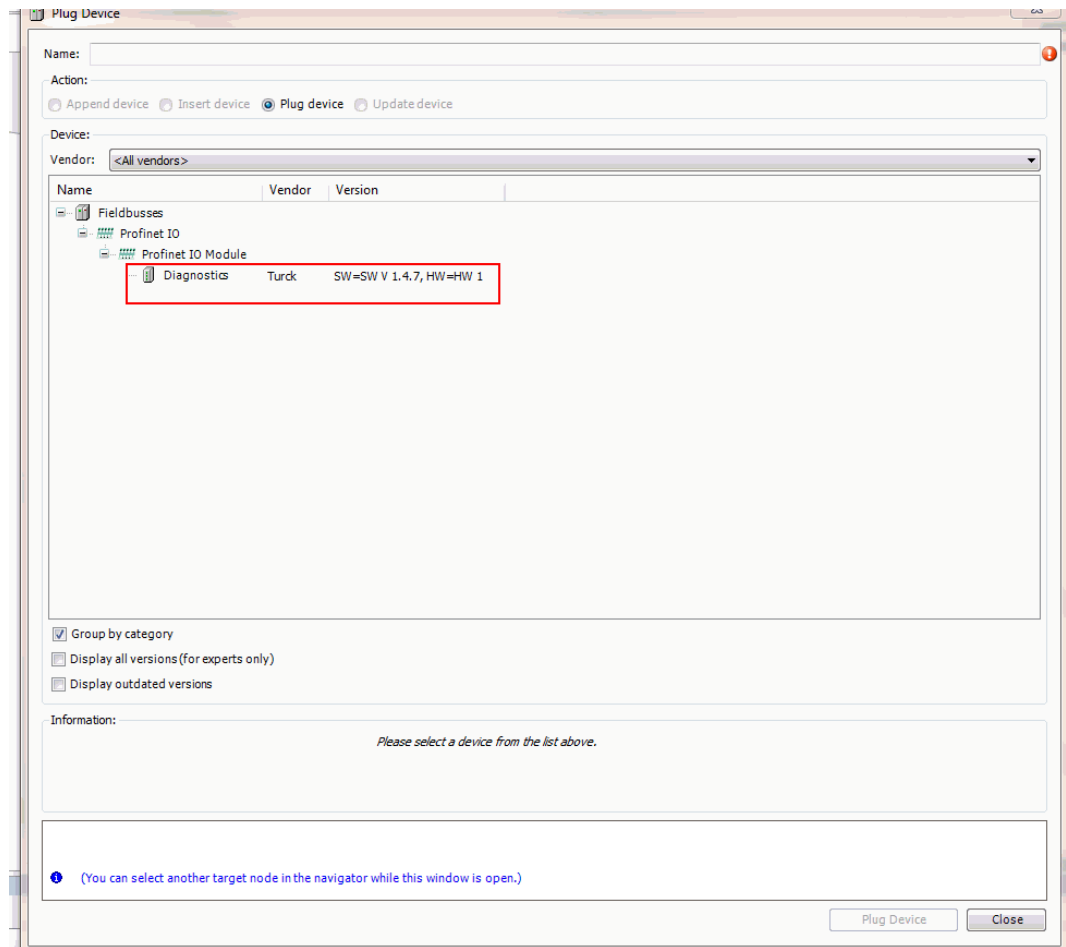 Plug Device
Name:
Action:
Append device Insert device Plug device Update device
Device:
Vendor: <All vendors>
Name Vendor Version
Fieldbusses
Profinet IO
Profinet IO Module
Diagnostics Turck SW=SW V 1.4.7, HW=HW 1
Group by category
Display all versions (for experts only)
Display outdated versions
Information:
Please select a device from the list above.
(You can select another target node in the navigator while this window is open.)
Plug Device Close